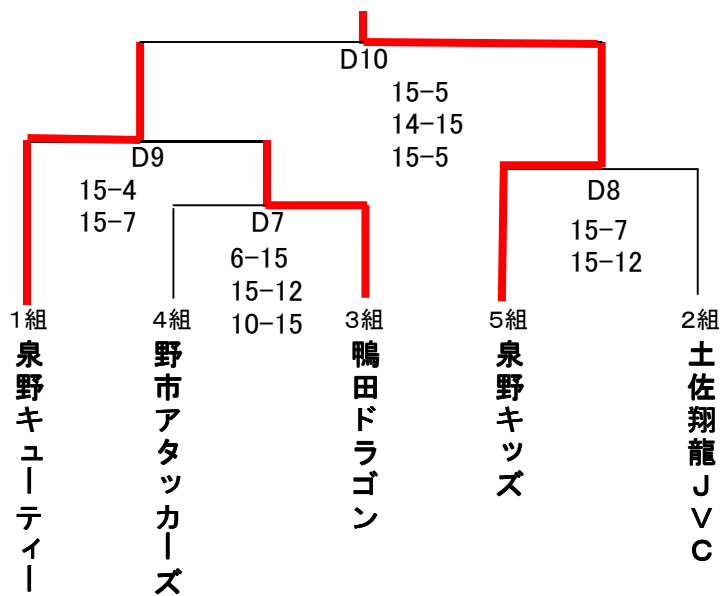 D10
15-5
14-15
15-5
D9
15-4
15-7
D8
15-7
15-12
D7
6-15
15-12
10-15
1組
4組
3組
5組
2組
泉野キューティー
野市アタッカーズ
鴨田ドラゴン
泉野キッズ
土佐翔龍JVC